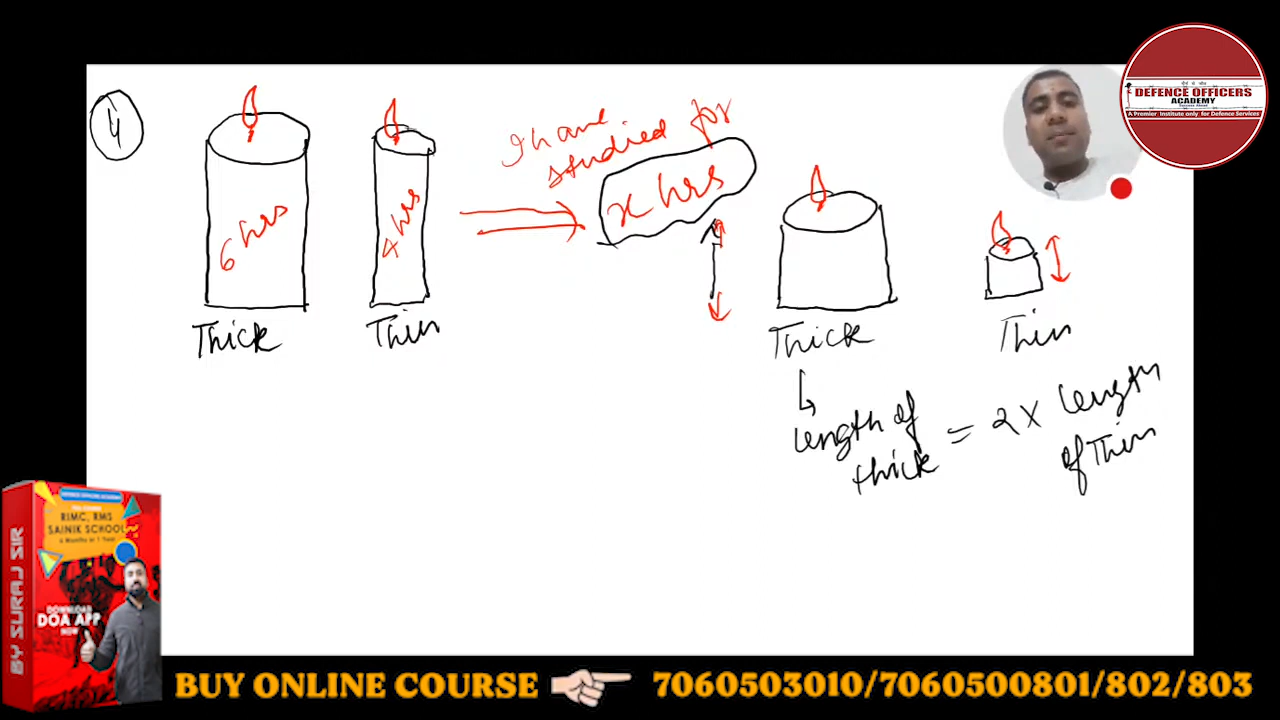 4
6 hrs
4 hrs
Thick
Thin
I have
studied for
x hrs
Thick
Thin
length of
thick
= 2 x length
of Thin
DEFENCE OFFICERS
ACADEMY
A Premier Institute only for Defence Services
RIMC, RMS
SAINIK SCHOOL
DOWNLOAD
DOA APP
NOW
BY SURAJ SIR
BUY ONLINE COURSE
7060503010/7060500801/802/803